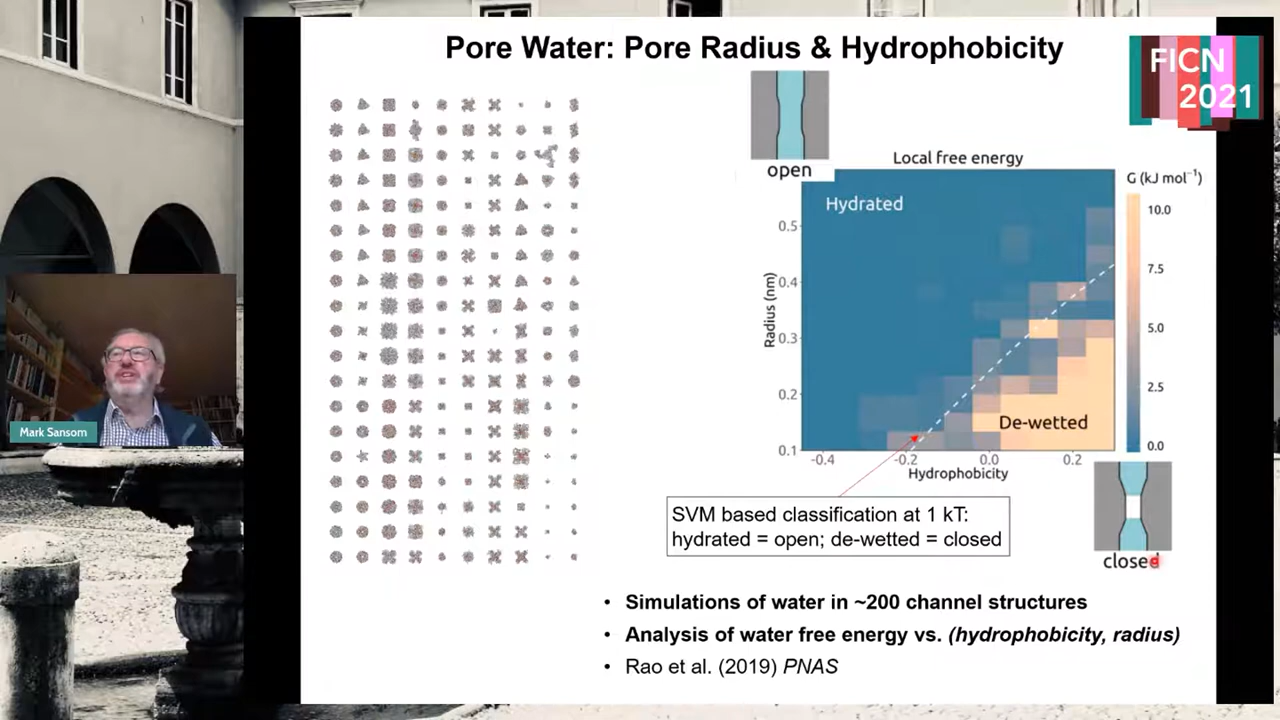 Pore Water: Pore Radius & Hydrophobicity
FICN
2021
open
Local free energy
G (kJ mol⁻¹)
Hydrated
10.0
7.5
5.0
2.5
0.0
Radius (nm)
0.5
0.4
0.3
0.2
0.1
De-wetted
-0.4
-0.2
0.0
0.2
Hydrophobicity
Mark Sansom
SVM based classification at 1 kT:
hydrated = open; de-wetted = closed
closed
• Simulations of water in ~200 channel structures
• Analysis of water free energy vs. (hydrophobicity, radius)
• Rao et al. (2019) PNAS